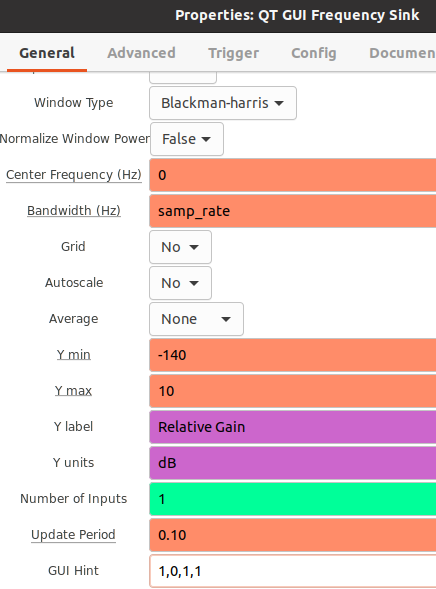 Properties: QT GUI Frequency Sink
General Advanced Trigger Config Documen
Window Type Blackman-harris
Normalize Window Power False
Center Frequency (Hz) 0
Bandwidth (Hz) samp_rate
Grid No
Autoscale No
Average None
Y min -140
Y max 10
Y label Relative Gain
Y units dB
Number of Inputs 1
Update Period 0.10
GUI Hint 1,0,1,1